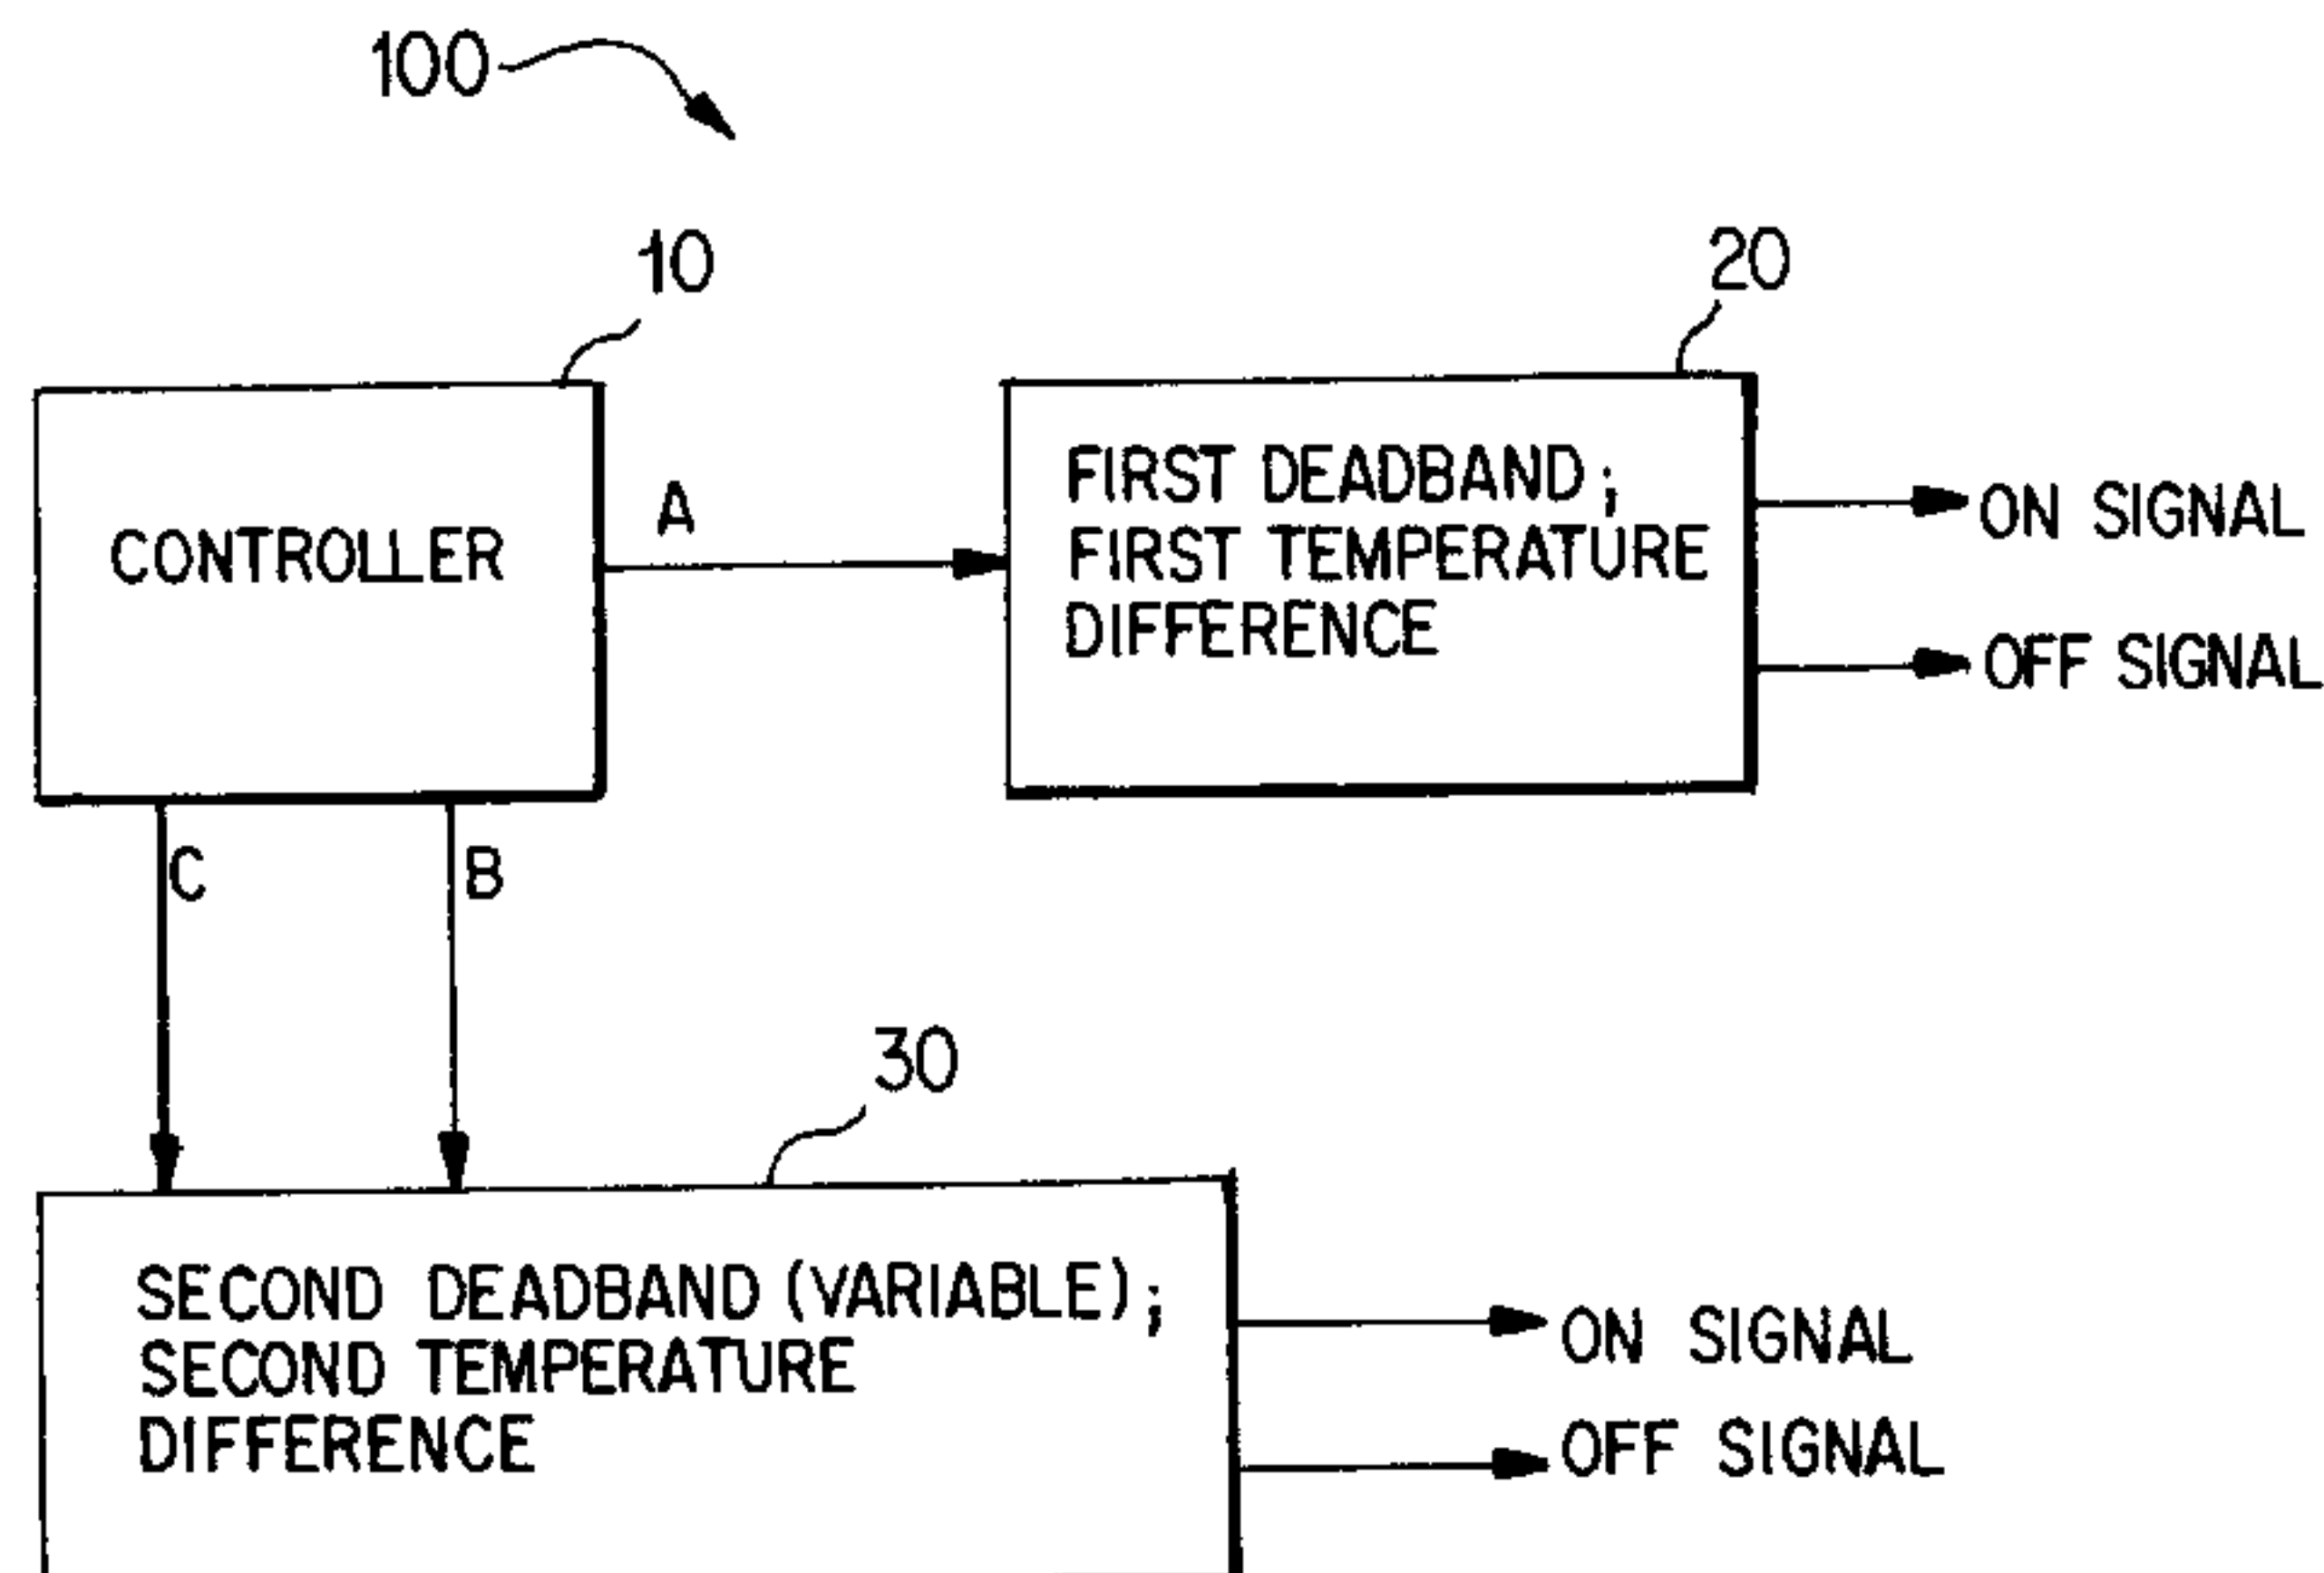 100
10
20
CONTROLLER
A
FIRST DEADBAND;
FIRST TEMPERATURE
DIFFERENCE
ON SIGNAL
OFF SIGNAL
C
B
30
SECOND DEADBAND (VARIABLE);
SECOND TEMPERATURE
DIFFERENCE
ON SIGNAL
OFF SIGNAL